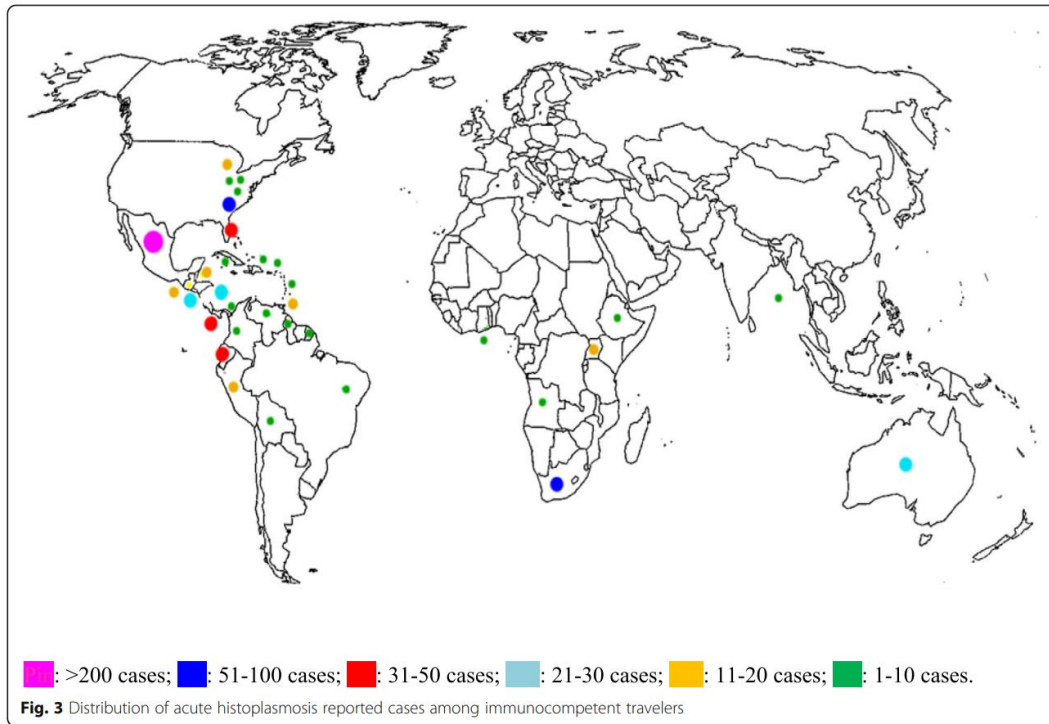 : >200 cases; : 51-100 cases; : 31-50 cases; : 21-30 cases; : 11-20 cases; : 1-10 cases.
Fig. 3 Distribution of acute histoplasmosis reported cases among immunocompetent travelers